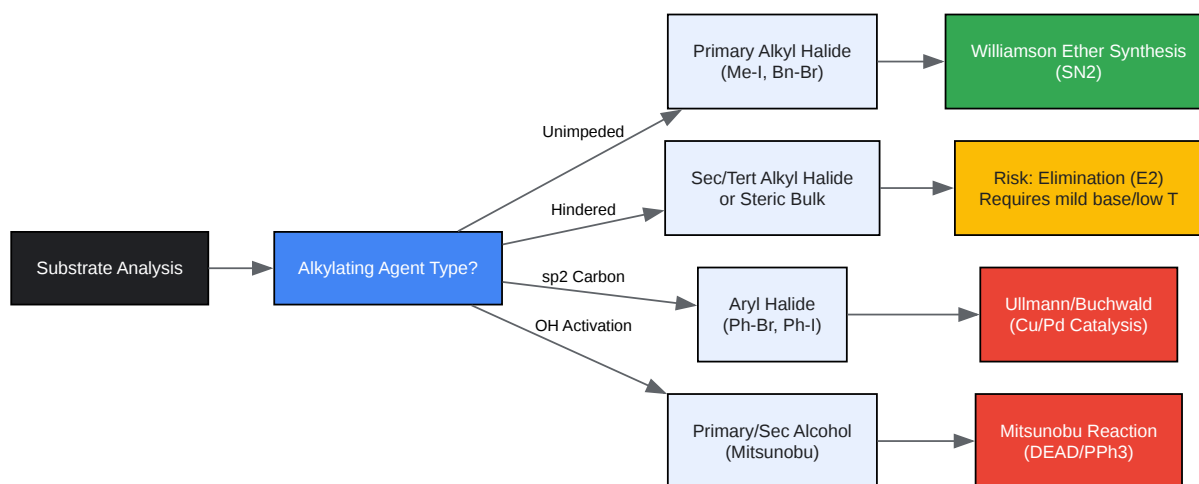 Substrate Analysis
Alkylating Agent Type?
Unimpeded
Hindered
sp2 Carbon
OH Activation
Primary Alkyl Halide
(Me-I, Bn-Br)
Williamson Ether Synthesis
(SN2)
Sec/Tert Alkyl Halide
or Steric Bulk
Risk: Elimination (E2)
Requires mild base/low T
Aryl Halide
(Ph-Br, Ph-I)
Ullmann/Buchwald
(Cu/Pd Catalysis)
Primary/Sec Alcohol
(Mitsunobu)
Mitsunobu Reaction
(DEAD/PPh3)